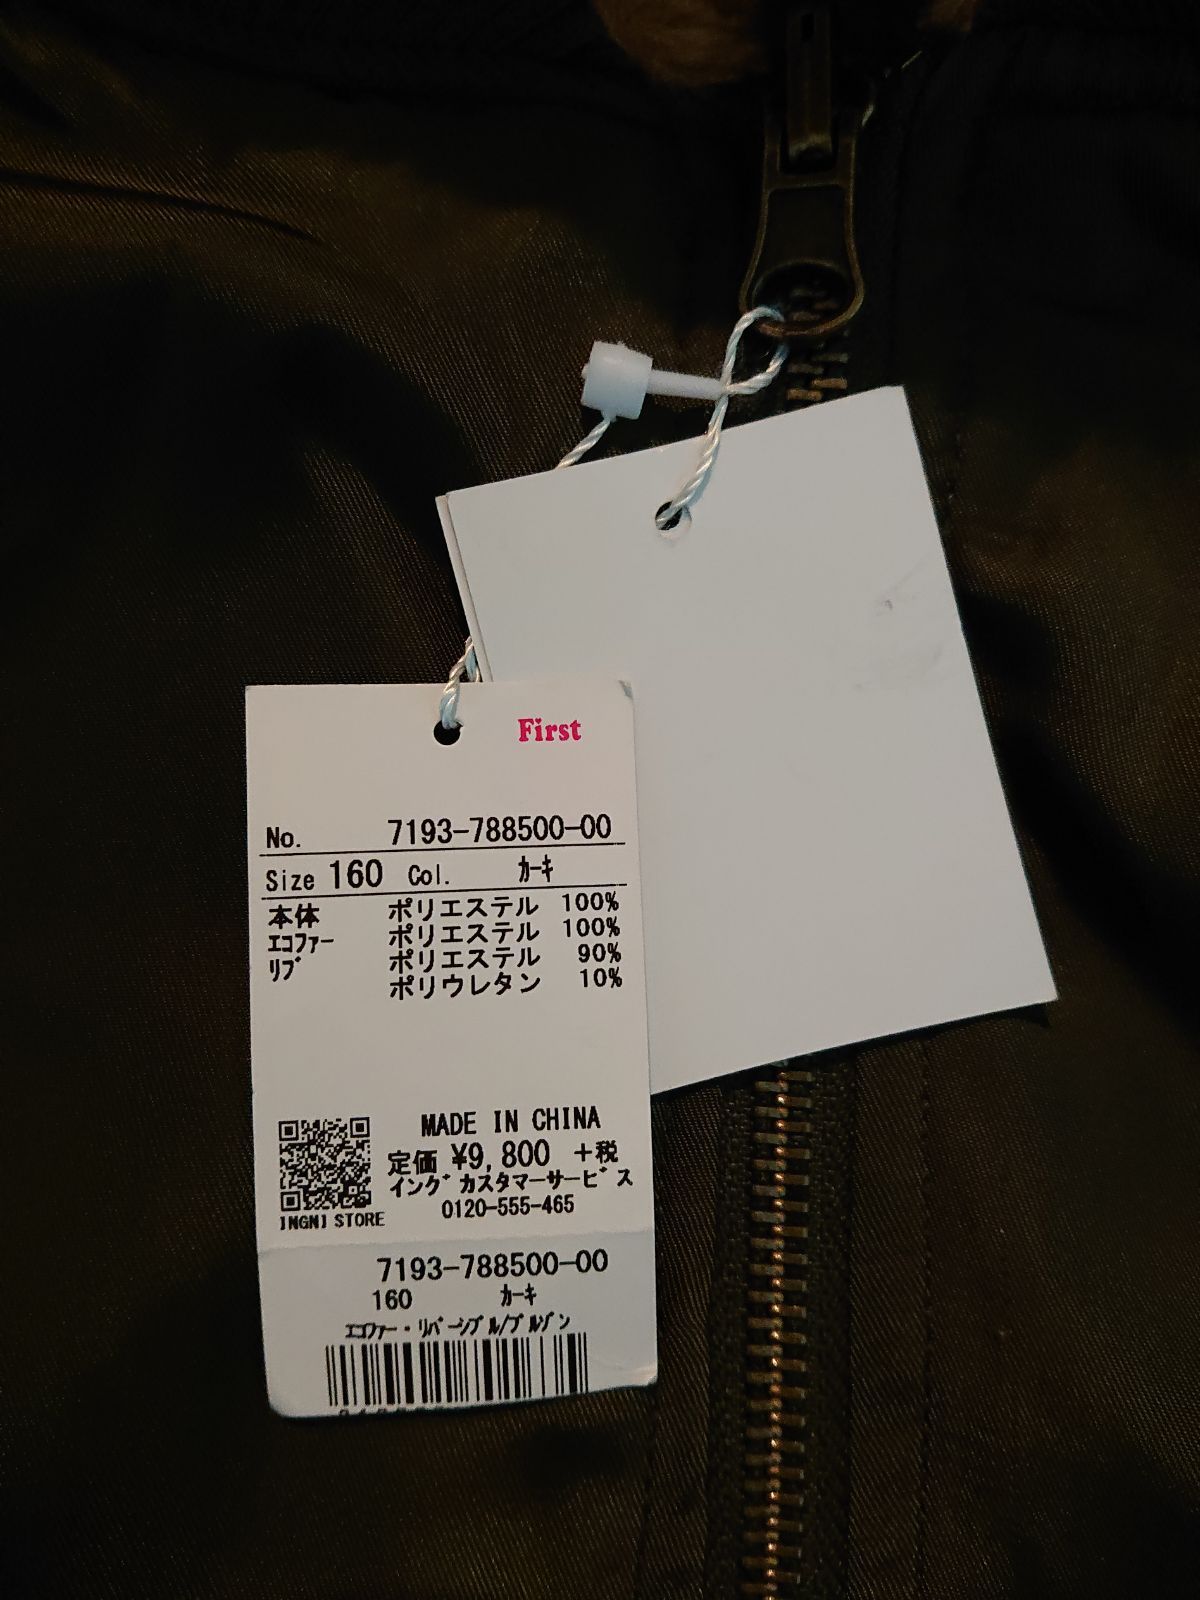 First
No. 7193-788500-00
Size 160 Col. カーキ
本体 ポリエステル 100%
エコファー ポリエステル 100%
リブ ポリエステル 90%
ポリウレタン 10%
MADE IN CHINA
定価 ¥9,800 +税
イング カスタマーサービス
0120-555-465
INGNI STORE
7193-788500-00
160 カーキ
エコファー・リバーシブル/ブルゾン